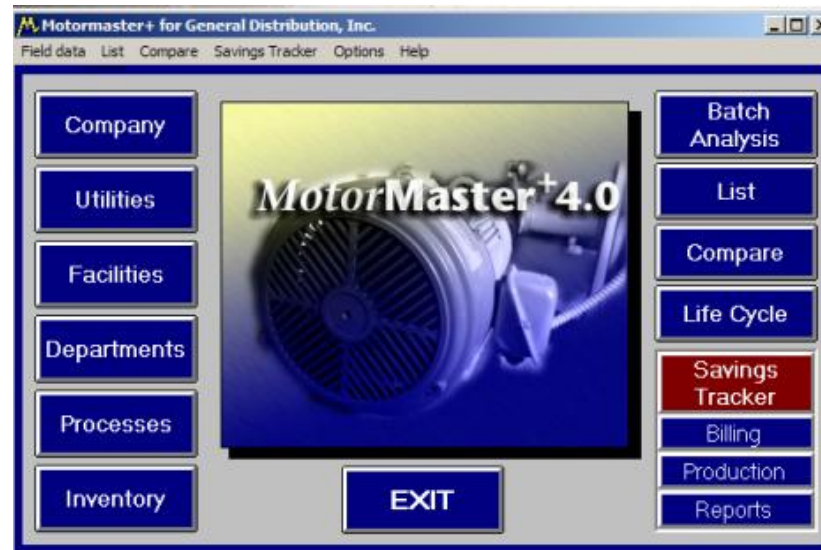 Motormaster+ for General Distribution, Inc.
Field data List Compare Savings Tracker Options Help
Company
Utilities
Facilities
Departments
Processes
Inventory
MotorMaster+4.0
EXIT
Batch
Analysis
List
Compare
Life Cycle
Savings
Tracker
Billing
Production
Reports